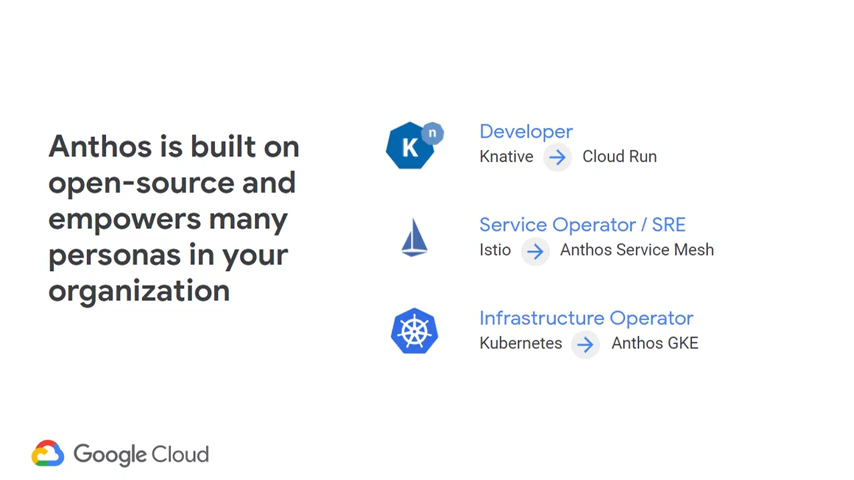 Anthos is built on
open-source and
empowers many
personas in your
organization
K n
Developer
Knative → Cloud Run
Service Operator / SRE
Istio → Anthos Service Mesh
Infrastructure Operator
Kubernetes → Anthos GKE
Google Cloud